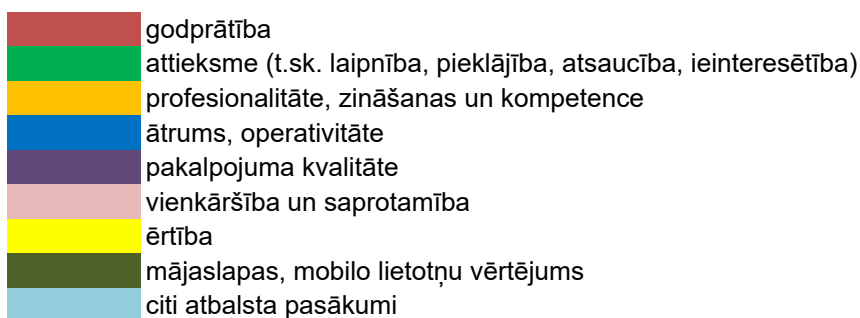 godprātība
attieksme (t.sk. laipnība, pieklājība, atsaucība, ieinteresētība)
profesionalitāte, zināšanas un kompetence
ātrums, operativitāte
pakalpojuma kvalitāte
vienkāršība un saprotamība
ērtība
mājaslapas, mobilo lietotņu vērtējums
citi atbalsta pasākumi